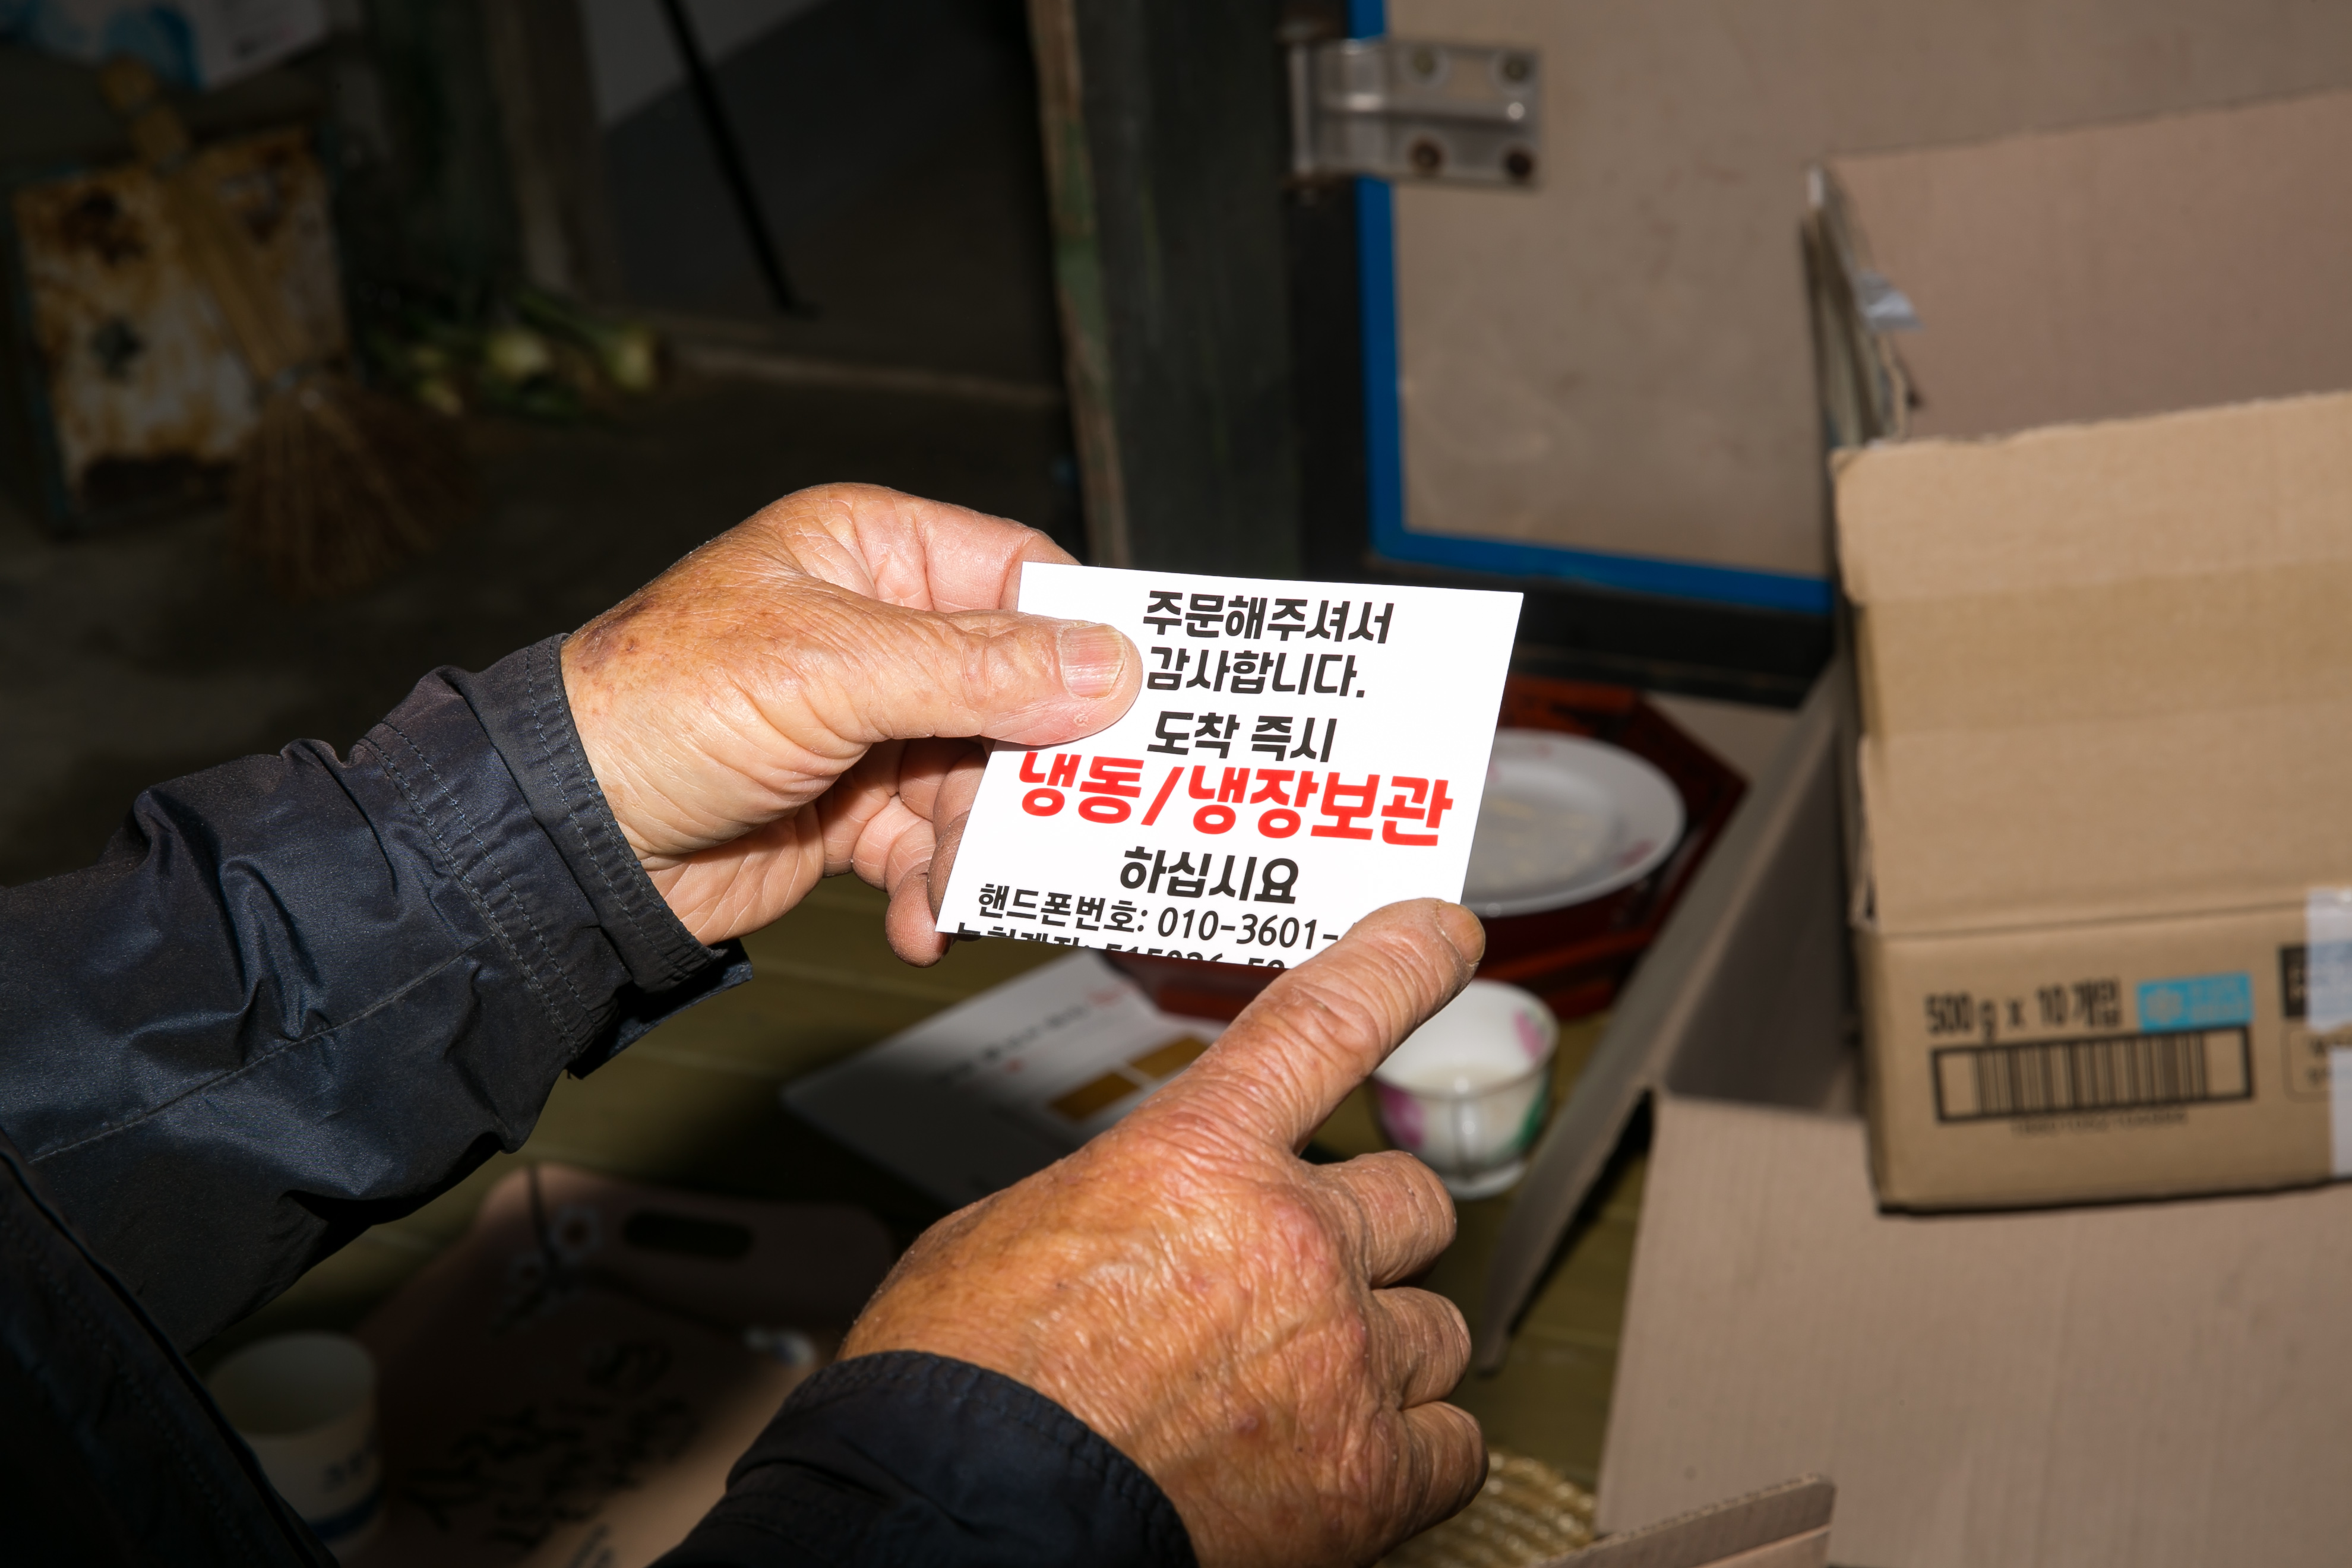 주문해주셔서
감사합니다.
도착 즉시
냉동/냉장보관
하십시요
핸드폰번호: 010-3601-
500g x 10개입